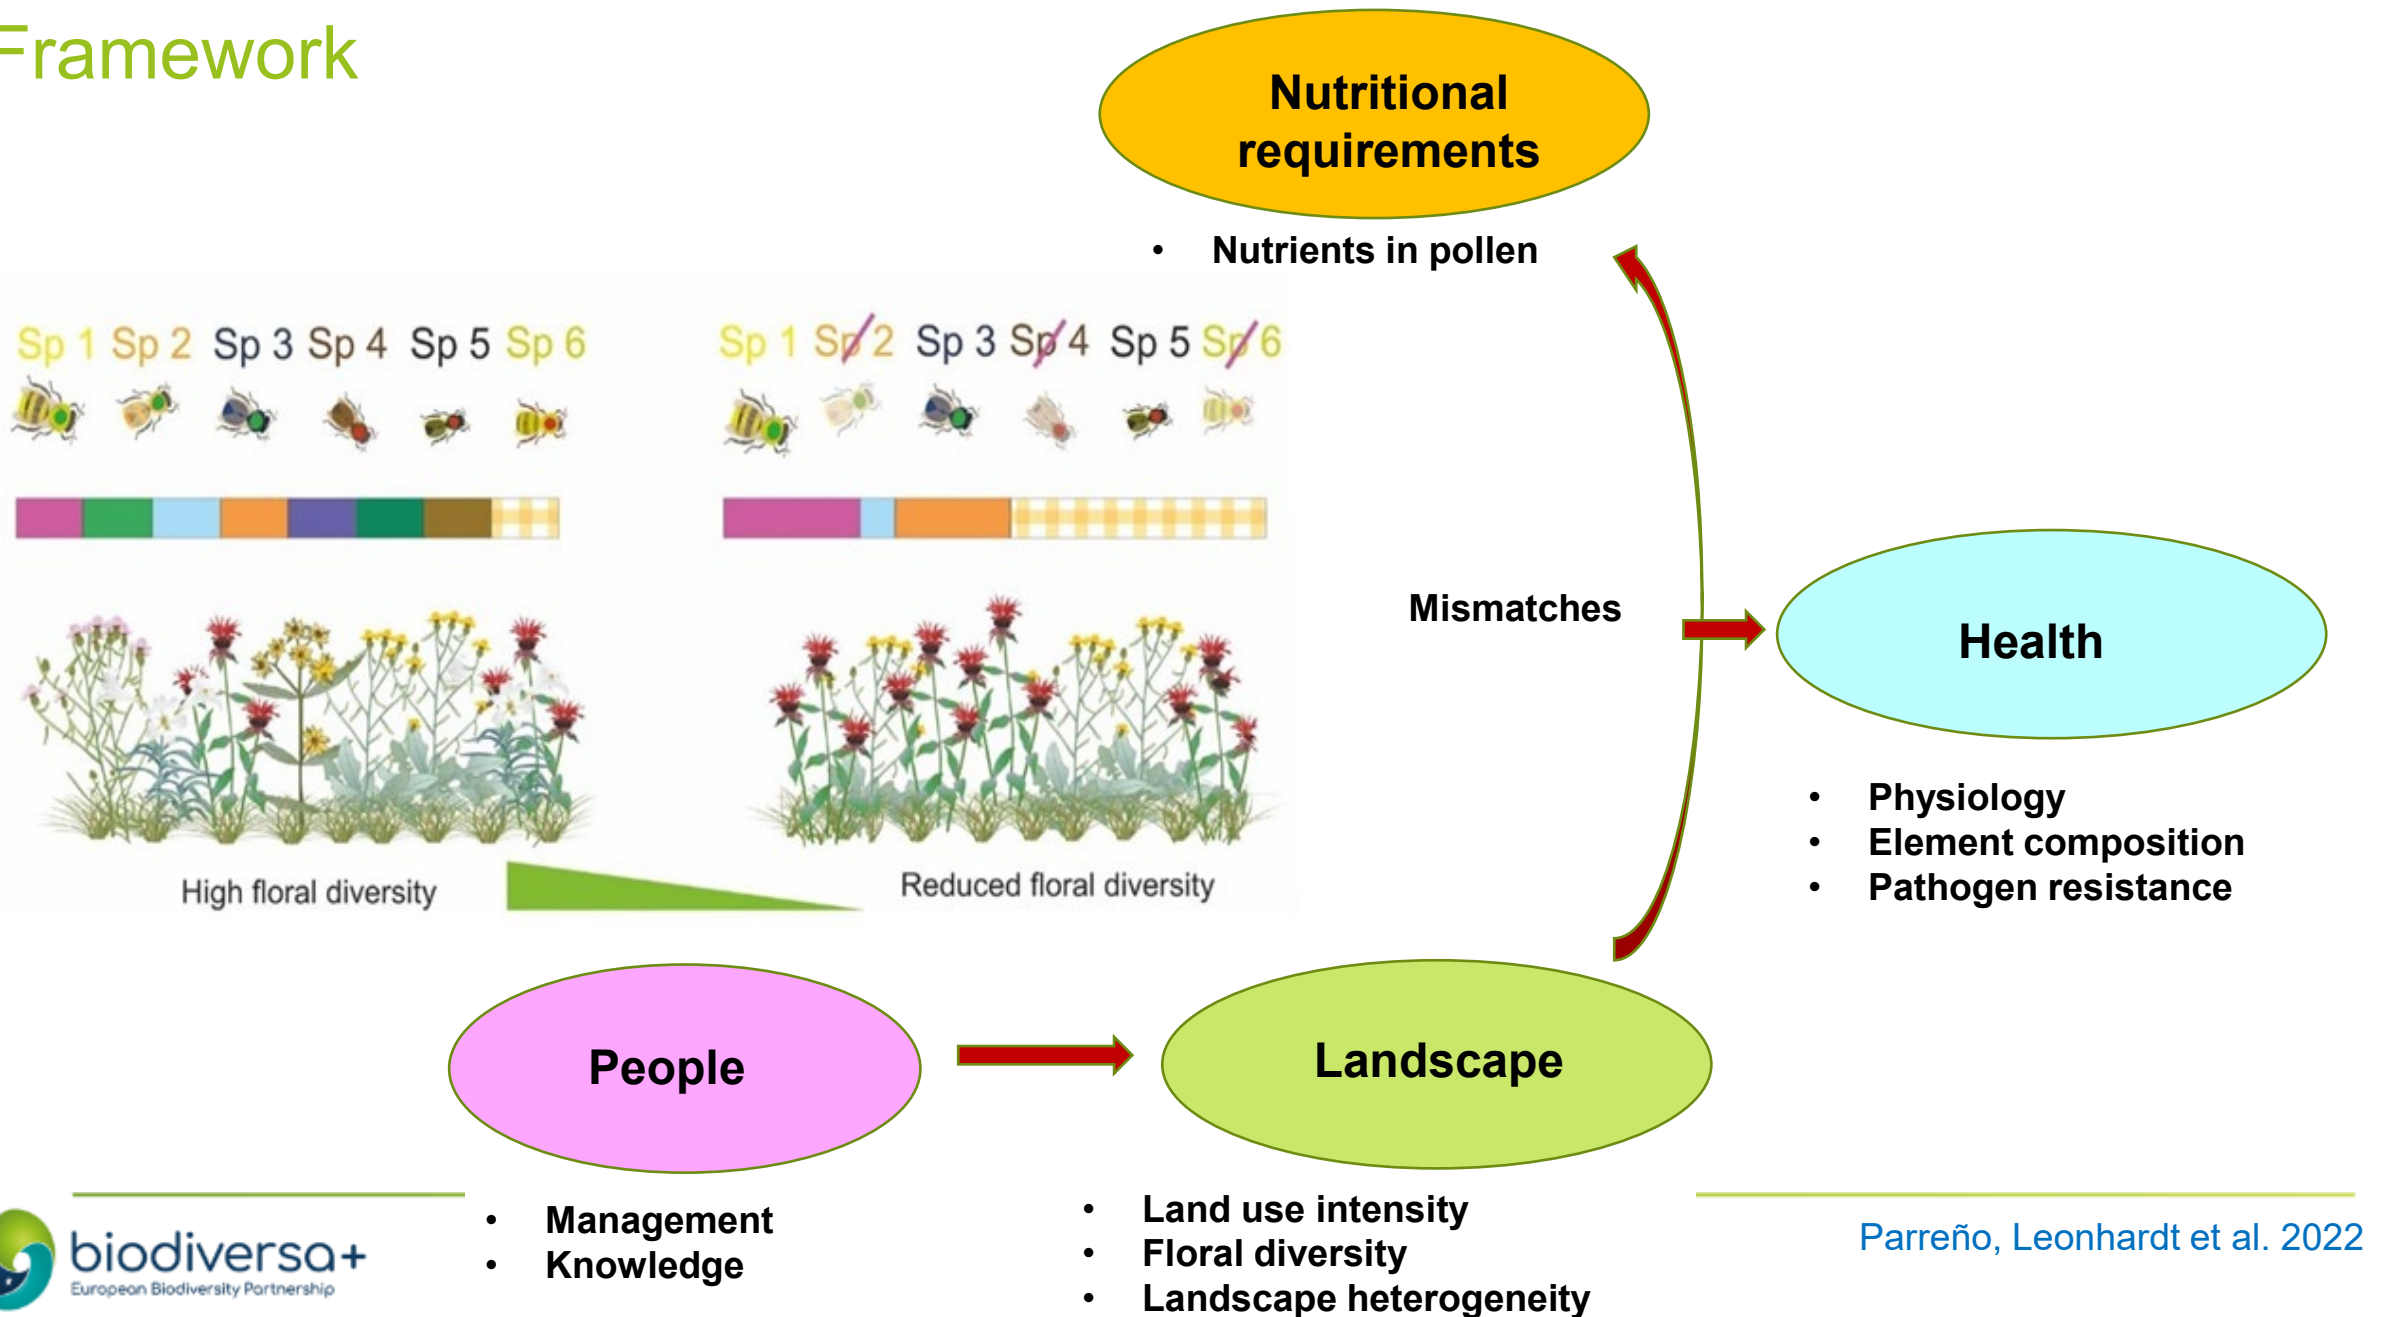 Framework
Nutritional
requirements
• Nutrients in pollen
Sp 1 Sp 2 Sp 3 Sp 4 Sp 5 Sp 6
Sp 1 Sp 2 Sp 3 Sp 4 Sp 5 Sp 6
High floral diversity
Reduced floral diversity
Mismatches
Health
• Physiology
• Element composition
• Pathogen resistance
People
• Management
• Knowledge
Landscape
• Land use intensity
• Floral diversity
• Landscape heterogeneity
biodiversa+
European Biodiversity Partnership
Parreño, Leonhardt et al. 2022